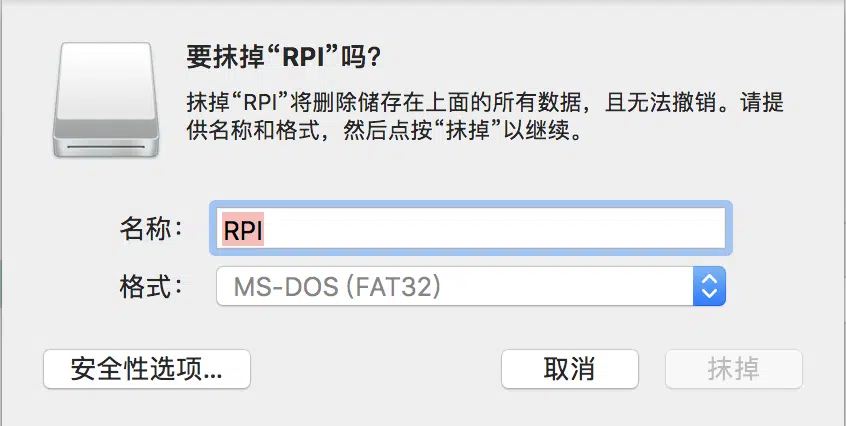 要抹掉“RPI”吗？
抹掉“RPI”将删除储存在上面的所有数据，且无法撤销。请提
供名称和格式，然后点按“抹掉”以继续。
名称：
RPI
格式：
MS-DOS (FAT32)
安全性选项...
取消
抹掉